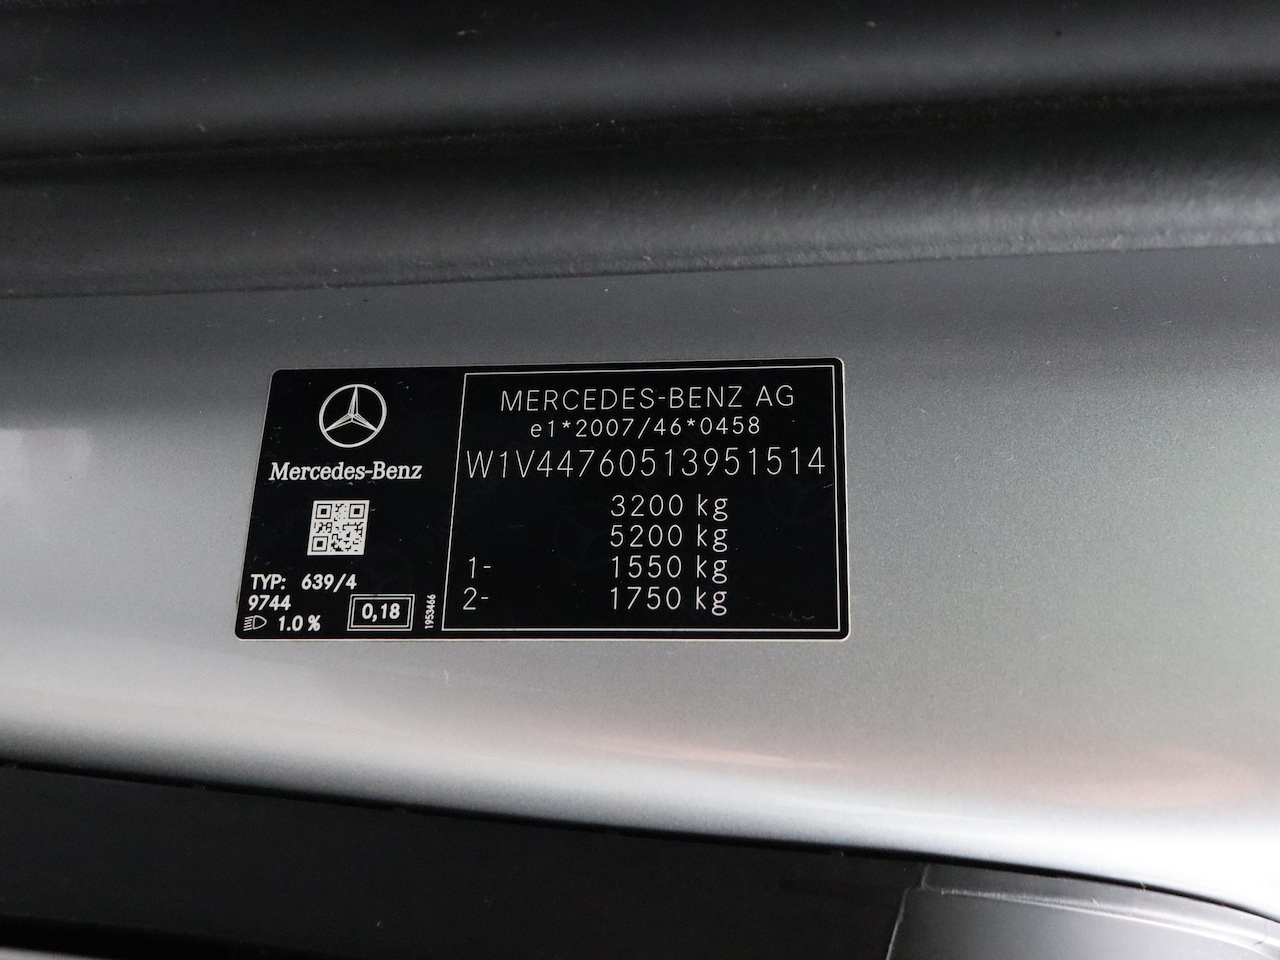 Mercedes-Benz
TYP: 639/4
9744
1.0 %
0,18
1953466
MERCEDES-BENZ AG
e1*2007/46*0458
W1V44760513951514
3200 kg
5200 kg
1- 1550 kg
2- 1750 kg